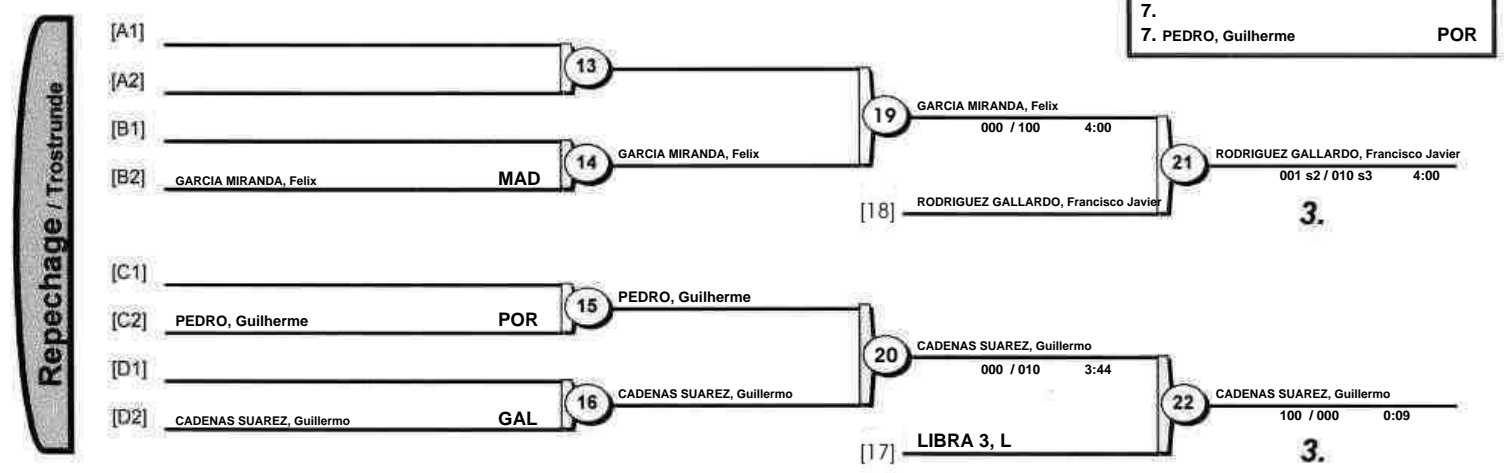 7.
7. PEDRO, Guilherme POR
Repechage / Trostrunde
[A1]
13
[A2]
[B1]
14
[B2] GARCIA MIRANDA, Felix MAD
GARCIA MIRANDA, Felix
19
GARCIA MIRANDA, Felix
000 / 100 4:00
21
[18] RODRIGUEZ GALLARDO, Francisco Javier
RODRIGUEZ GALLARDO, Francisco Javier
001 s2 / 010 s3 4:00
3.
[C1]
15
[C2] PEDRO, Guilherme POR
PEDRO, Guilherme
[D1]
16
[D2] CADENAS SUAREZ, Guillermo GAL
CADENAS SUAREZ, Guillermo
20
CADENAS SUAREZ, Guillermo
000 / 010 3:44
22
[17] LIBRA 3, L
CADENAS SUAREZ, Guillermo
100 / 000 0:09
3.